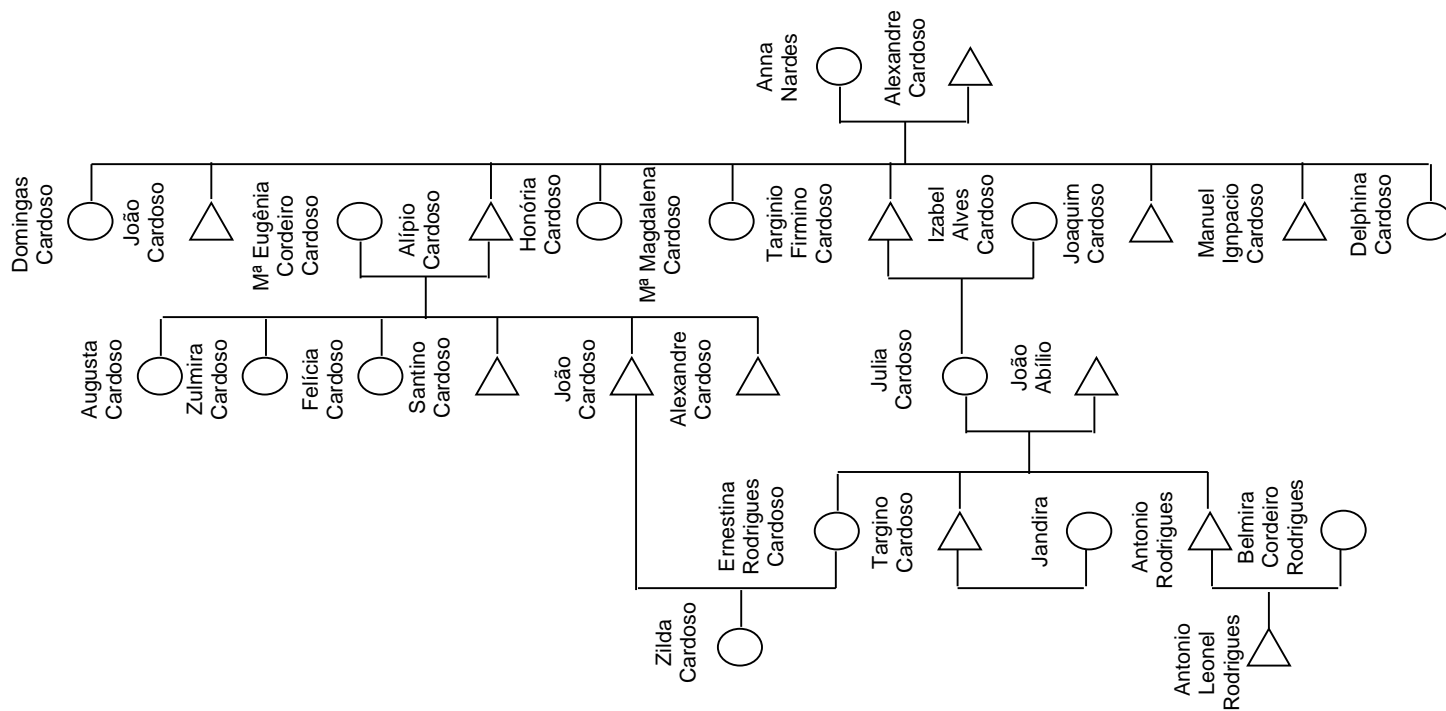 Anna
Nardes
Alexandre
Cardoso
Domingas
Cardoso
João
Cardoso
Mª Eugênia
Cordeiro
Cardoso
Alípio
Cardoso
Honória
Cardoso
Mª Magdalena
Cardoso
Targinio
Firmino
Cardoso
Izabel
Alves
Cardoso
Joaquim
Cardoso
Manuel
Ignpacio
Cardoso
Delphina
Cardoso
Augusta
Cardoso
Zulmira
Cardoso
Felícia
Cardoso
Santino
Cardoso
João
Cardoso
Alexandre
Cardoso
Julia
Cardoso
João
Abílio
Ernestina
Rodrigues
Cardoso
Targino
Cardoso
Jandira
Antonio
Rodrigues
Belmira
Cordeiro
Rodrigues
Zilda
Cardoso
Antonio
Leonel
Rodrigues